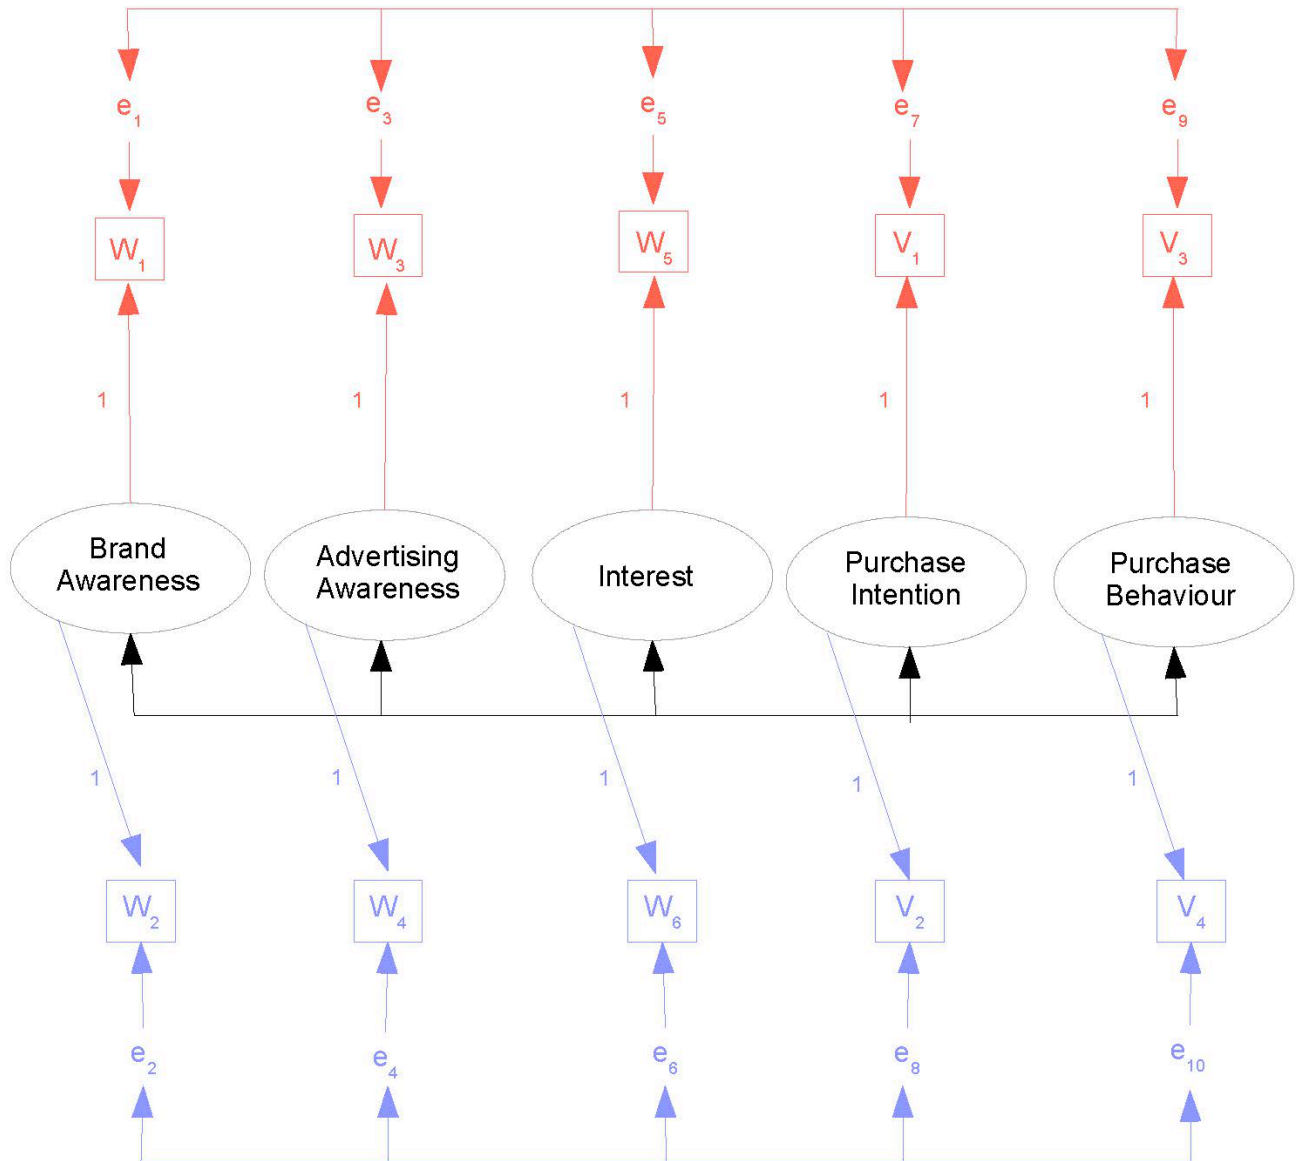 e1 e3 e5 e7 e9
W1 W3 W5 V1 V3
1 1 1 1 1
Brand
Awareness
Advertising
Awareness
Interest
Purchase
Intention
Purchase
Behaviour
1 1 1 1 1
W2 W4 W6 V2 V4
e2 e4 e6 e8 e10